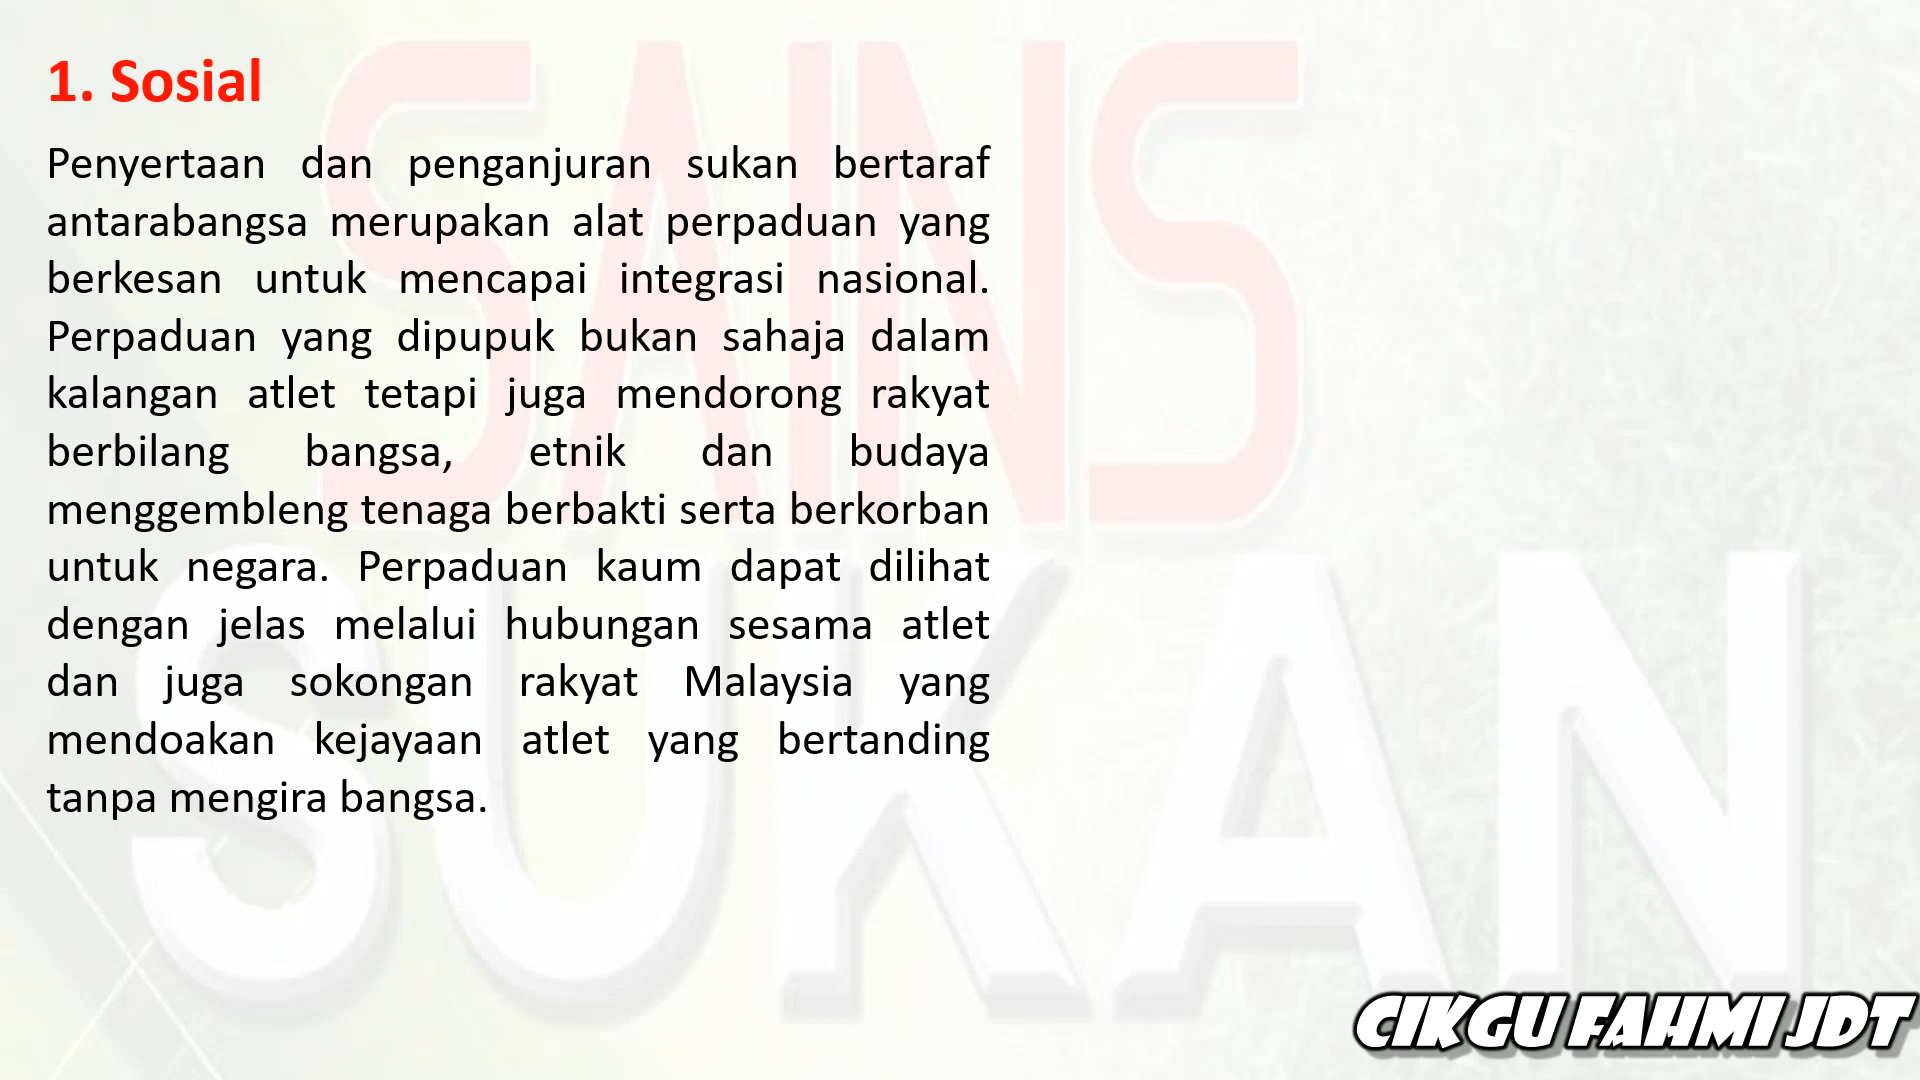 SAINS
SUKAN
1. Sosial
Penyertaan dan penganjuran sukan bertaraf
antarabangsa merupakan alat perpaduan yang
berkesan untuk mencapai integrasi nasional.
Perpaduan yang dipupuk bukan sahaja dalam
kalangan atlet tetapi juga mendorong rakyat
berbilang bangsa, etnik dan budaya
menggembleng tenaga berbakti serta berkorban
untuk negara. Perpaduan kaum dapat dilihat
dengan jelas melalui hubungan sesama atlet
dan juga sokongan rakyat Malaysia yang
mendoakan kejayaan atlet yang bertanding
tanpa mengira bangsa.
CIKGU FAHMI JDT